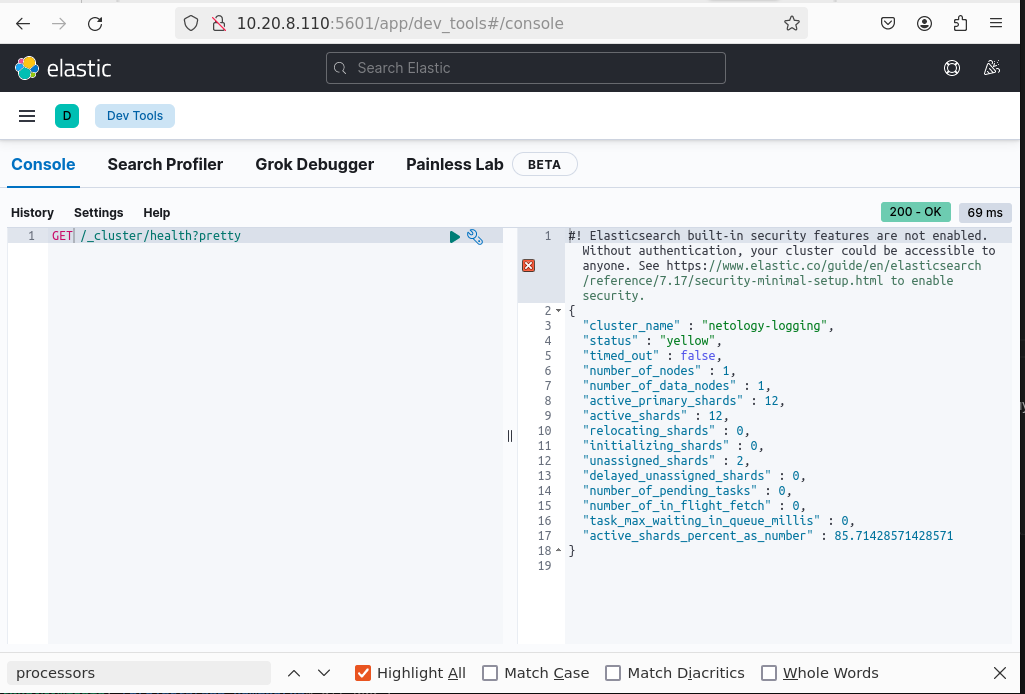 10.20.8.110:5601/app/dev_tools#/console
elastic
Search Elastic
D
Dev Tools
Console
Search Profiler
Grok Debugger
Painless Lab
BETA
History
Settings
Help
200 - OK
69 ms
1
GET /_cluster/health?pretty
1 #! Elasticsearch built-in security features are not enabled.
Without authentication, your cluster could be accessible to
anyone. See https://www.elastic.co/guide/en/elasticsearch
/reference/7.17/security-minimal-setup.html to enable
security.
2 {
3 "cluster_name" : "netology-logging",
4 "status" : "yellow",
5 "timed_out" : false,
6 "number_of_nodes" : 1,
7 "number_of_data_nodes" : 1,
8 "active_primary_shards" : 12,
9 "active_shards" : 12,
10 "relocating_shards" : 0,
11 "initializing_shards" : 0,
12 "unassigned_shards" : 2,
13 "delayed_unassigned_shards" : 0,
14 "number_of_pending_tasks" : 0,
15 "number_of_in_flight_fetch" : 0,
16 "task_max_waiting_in_queue_millis" : 0,
17 "active_shards_percent_as_number" : 85.71428571428571
18 }
19
processors
Highlight All
Match Case
Match Diacritics
Whole Words